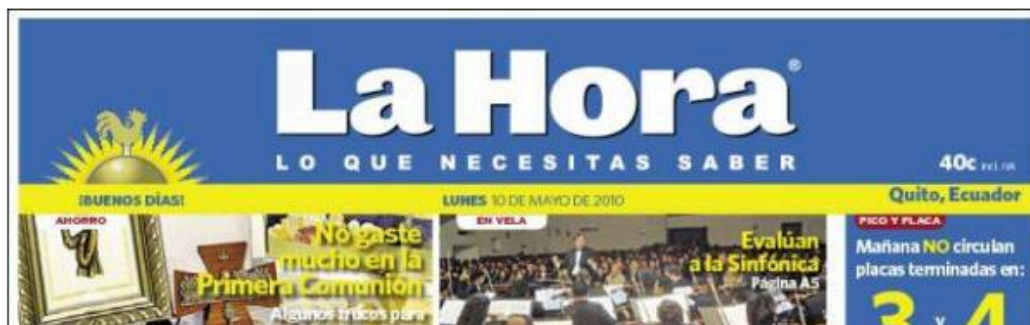 La Hora®
LO QUE NECESITAS SABER
40c incl. IVA
¡BUENOS DÍAS!
LUNES 10 DE MAYO DE 2010
Quito, Ecuador
AHORRO
No gaste
mucho en la
Primera Comunión
Algunos trucos para
EN VELA
Evalúan
a la Sinfónica
Página A5
PICO Y PLACA
Mañana NO circulan
placas terminadas en:
3 y 4